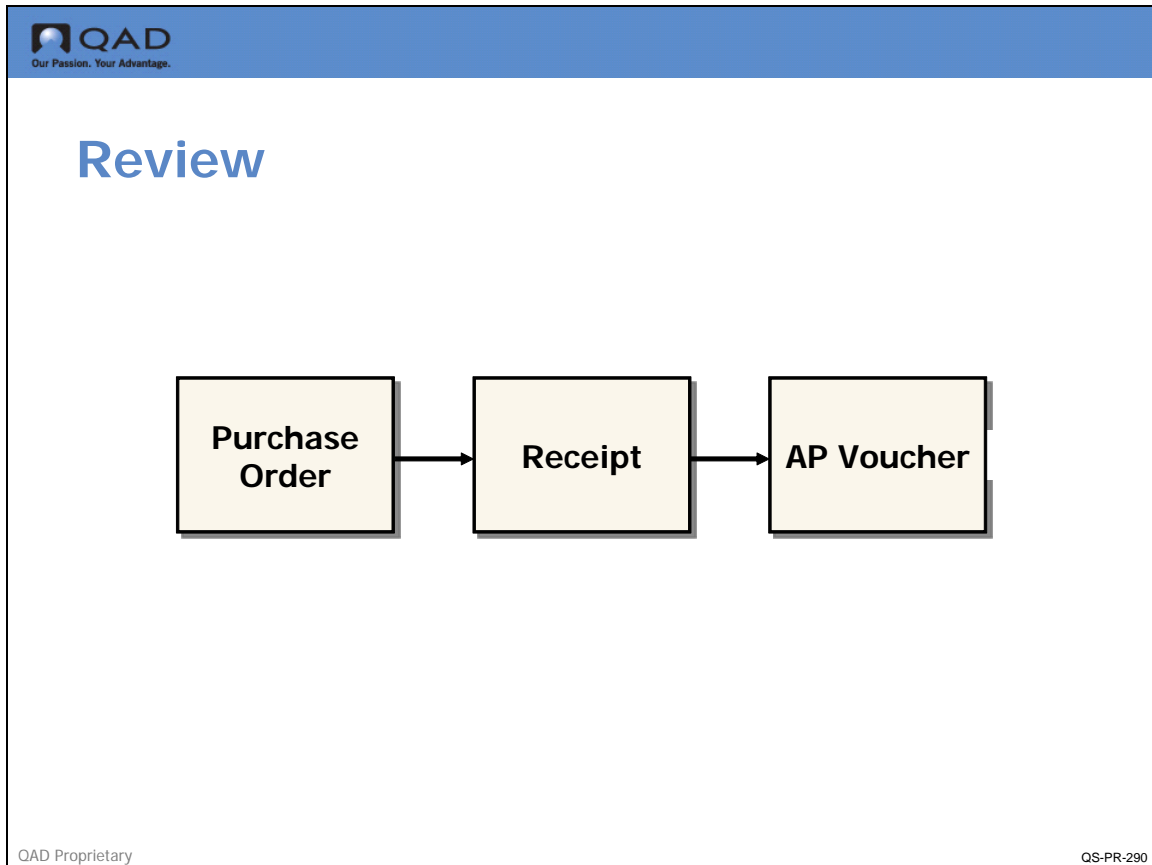 QAD
Our Passion. Your Advantage.
Review
Purchase
Order
Receipt
AP Voucher
QAD Proprietary
QS-PR-290